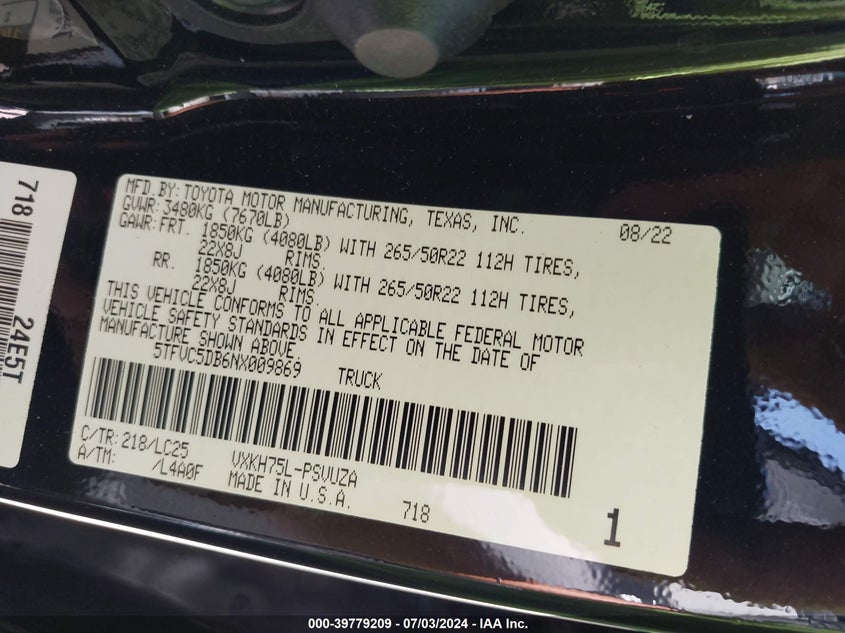 718
24E5T
MFD. BY: TOYOTA MOTOR MANUFACTURING, TEXAS, INC. 08/22
GVWR: 3480KG (7670LB)
GAWR: FRT. 1850KG (4080LB) WITH 265/50R22 112H TIRES,
22X8J RIMS
RR. 1850KG (4080LB) WITH 265/50R22 112H TIRES,
22X8J RIMS.
THIS VEHICLE CONFORMS TO ALL APPLICABLE FEDERAL MOTOR
VEHICLE SAFETY STANDARDS IN EFFECT ON THE DATE OF
MANUFACTURE SHOWN ABOVE.
5TFVC5DB6NX009869 TRUCK
C/TR: 218/LC25 VXKH75L-PSVUZA
A/TM: /L4A0F MADE IN U.S.A.
718 1
000-39779209 - 07/03/2024 - IAA Inc.